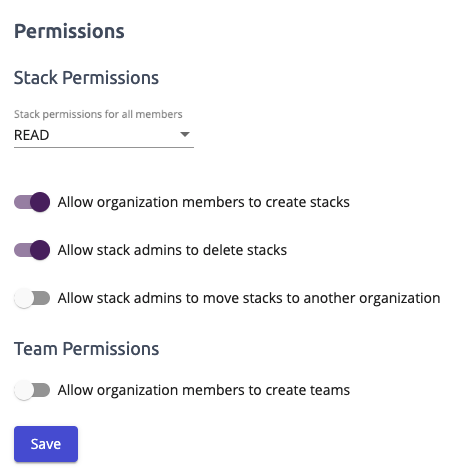 Permissions
Stack Permissions
Stack permissions for all members
READ
Allow organization members to create stacks
Allow stack admins to delete stacks
Allow stack admins to move stacks to another organization
Team Permissions
Allow organization members to create teams
Save